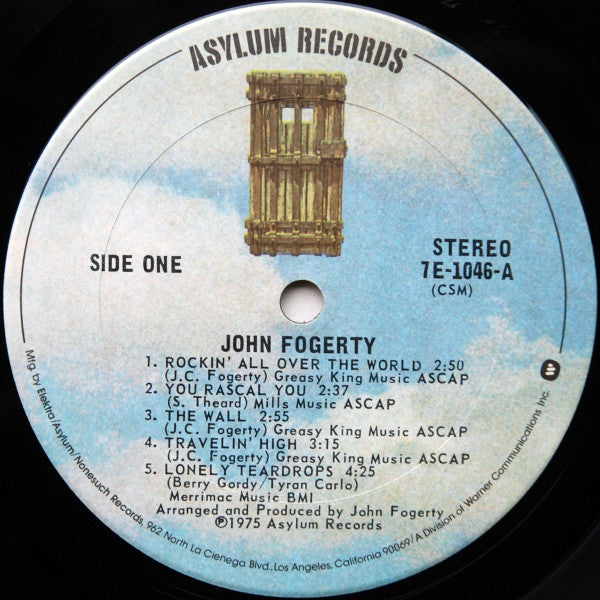 ASYLUM RECORDS
SIDE ONE
STEREO
7E-1046-A
(CSM)
JOHN FOGERTY
1. ROCKIN' ALL OVER THE WORLD 2:50
(J.C. Fogerty) Greasy King Music ASCAP
2. YOU RASCAL YOU 2:37
(S. Theard) Mills Music ASCAP
3. THE WALL 2:55
(J.C. Fogerty) Greasy King Music ASCAP
4. TRAVELIN' HIGH 3:15
(J.C. Fogerty) Greasy King Music ASCAP
5. LONELY TEARDROPS 4:25
(Berry Gordy/Tyran Carlo)
Merrimac Music BMI
Arranged and Produced by John Fogerty
℗1975 Asylum Records
Mfg. by Elektra/Asylum/Nonesuch Records, 962 North La Cienega Blvd., Los Angeles, California 90069/A Division of Warner Communications Inc.